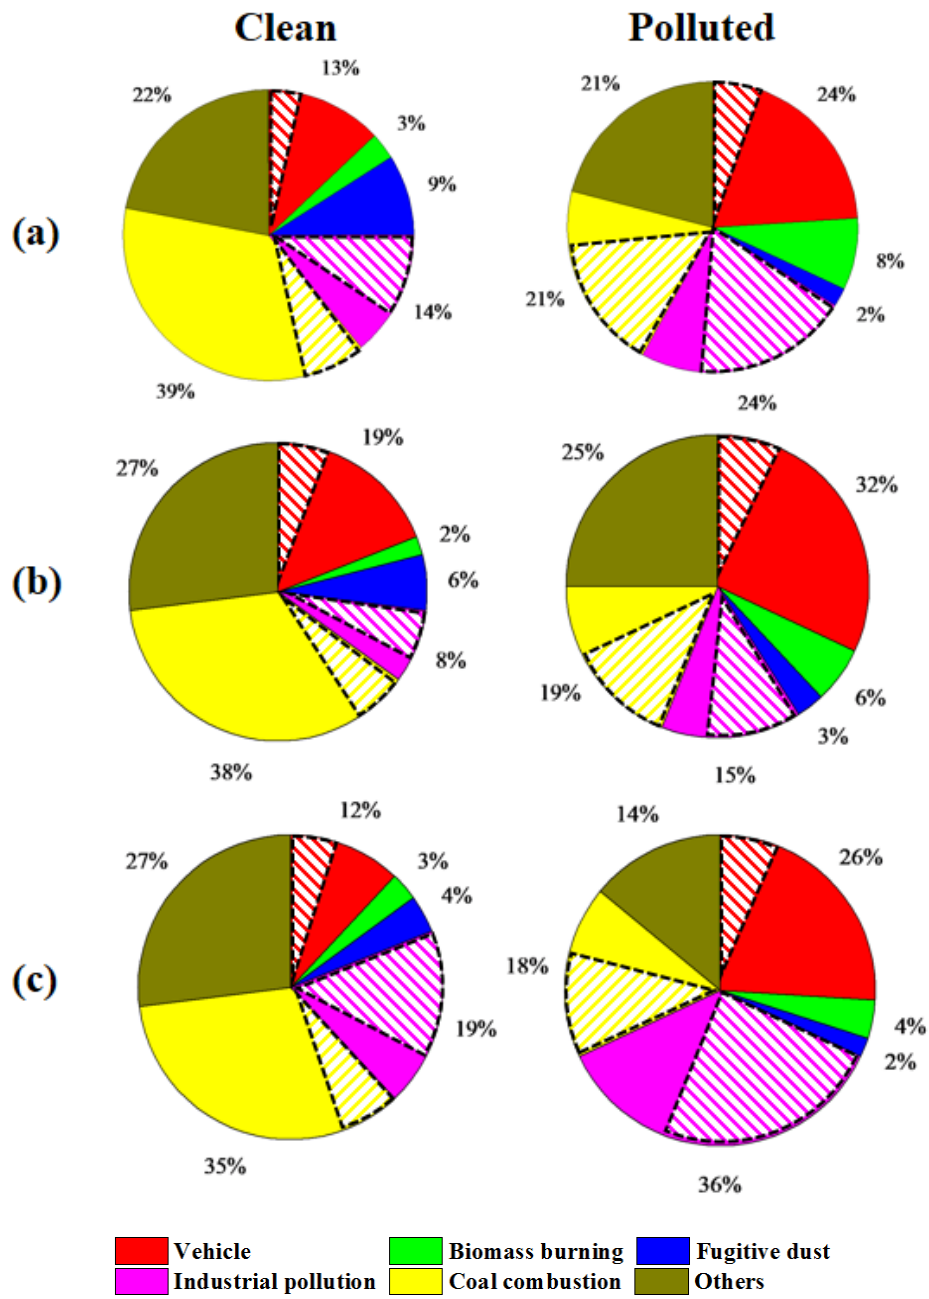 Clean Polluted
13% 24%
22% 21%
3%
9%
(a)
8%
14% 2%
21%
39% 24%
19% 25%
27% 32%
2%
(b) 6%
8% 6%
19%
3%
38% 15%
12% 14%
27% 3% 26%
4%
(c) 18%
19% 4%
2%
35% 36%
Vehicle Biomass burning Fugitive dust
Industrial pollution Coal combustion Others